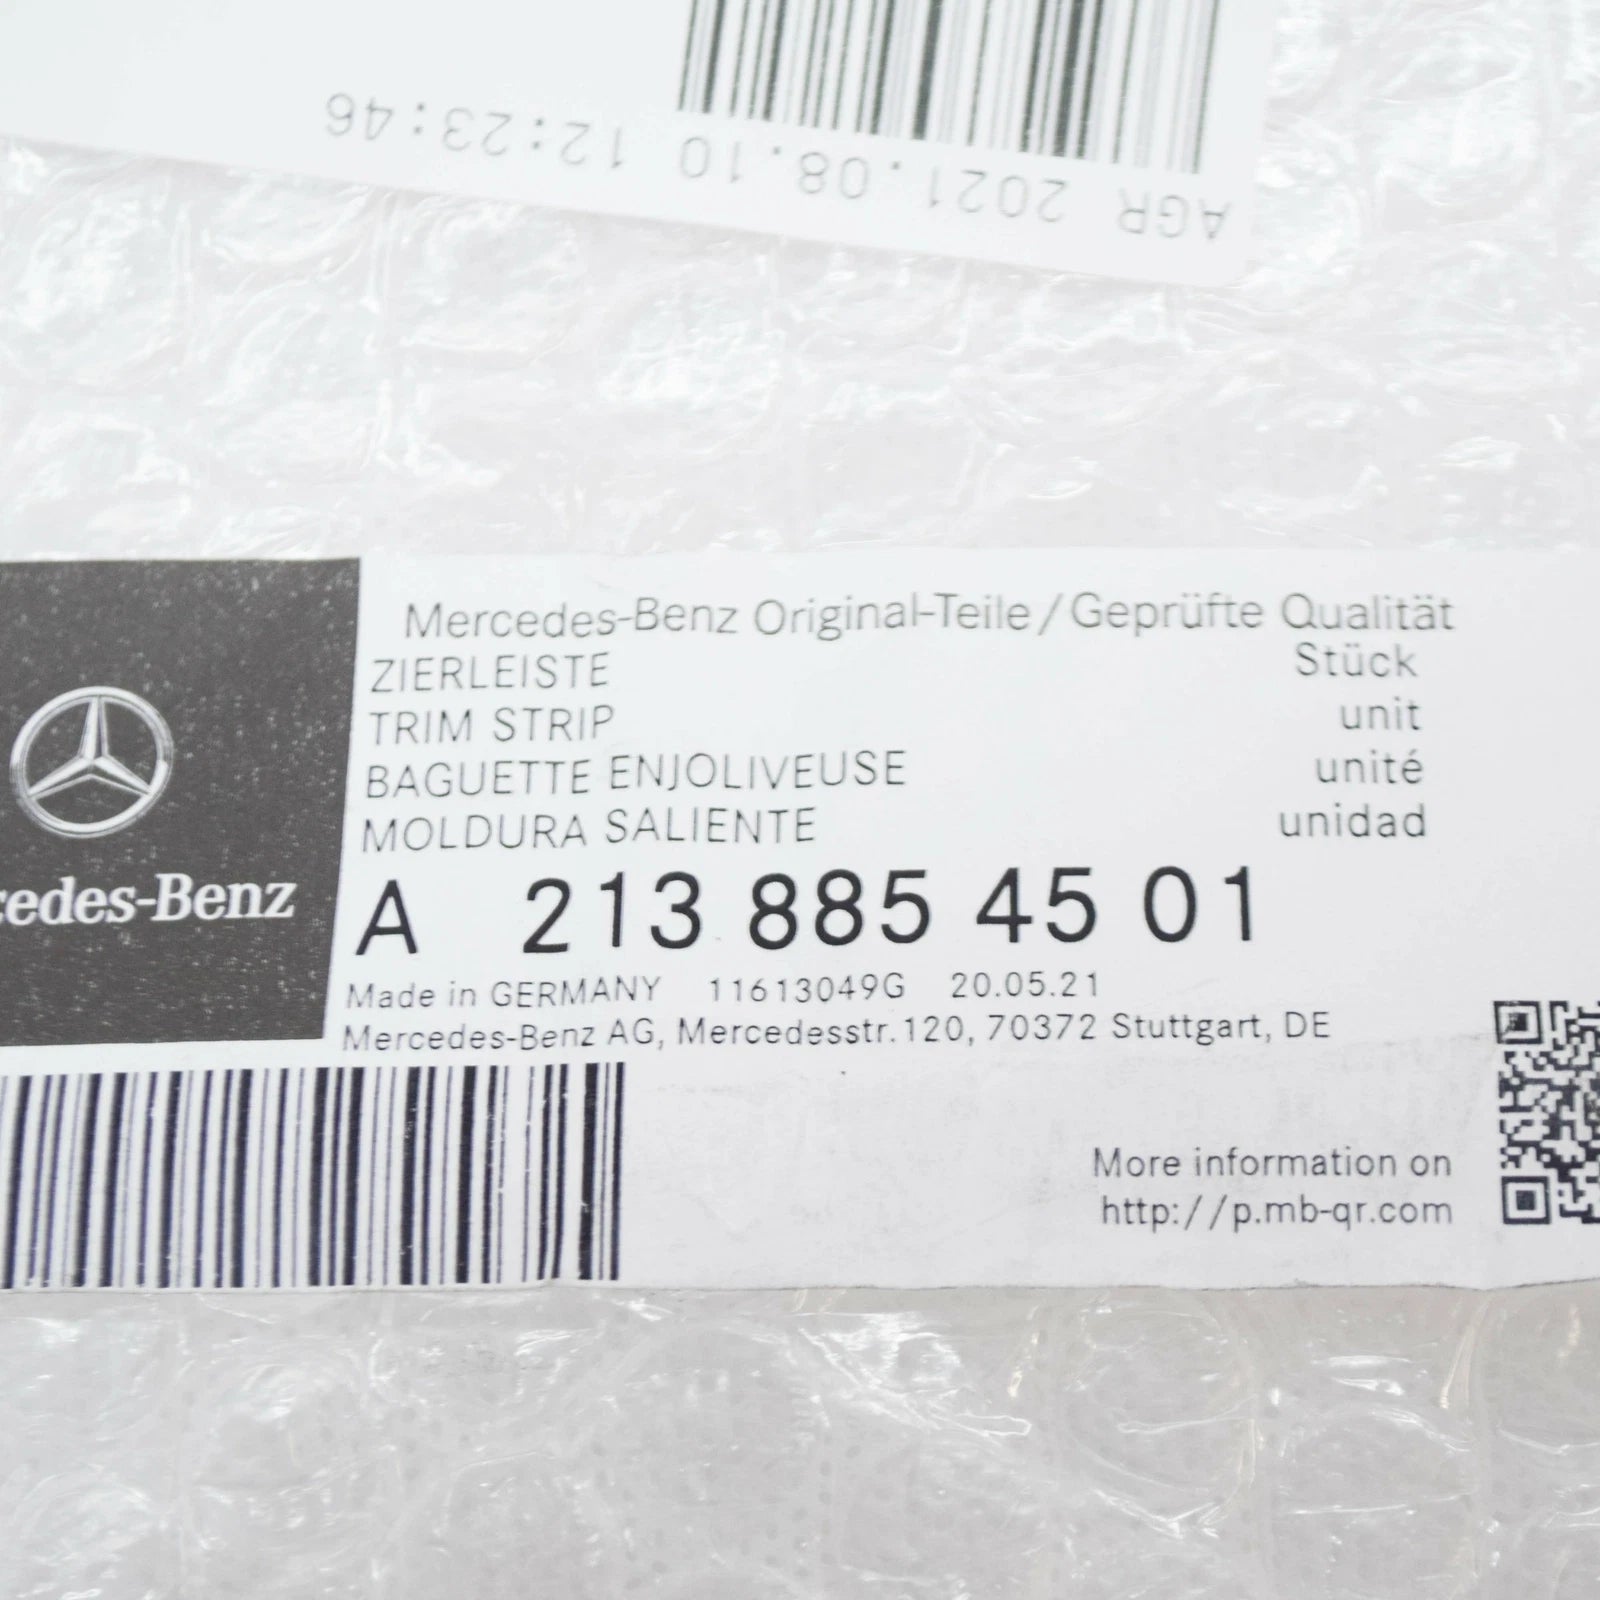 AGR 2021.08.10 12:23:46
Mercedes-Benz Original-Teile/Geprüfte Qualität
ZIERLEISTE Stück
TRIM STRIP unit
BAGUETTE ENJOLIVEUSE unité
MOLDURA SALIENTE unidad
cedes-Benz
A 213 885 45 01
Made in GERMANY 11613049G 20.05.21
Mercedes-Benz AG, Mercedesstr.120, 70372 Stuttgart, DE
More information on
http://p.mb-qr.com